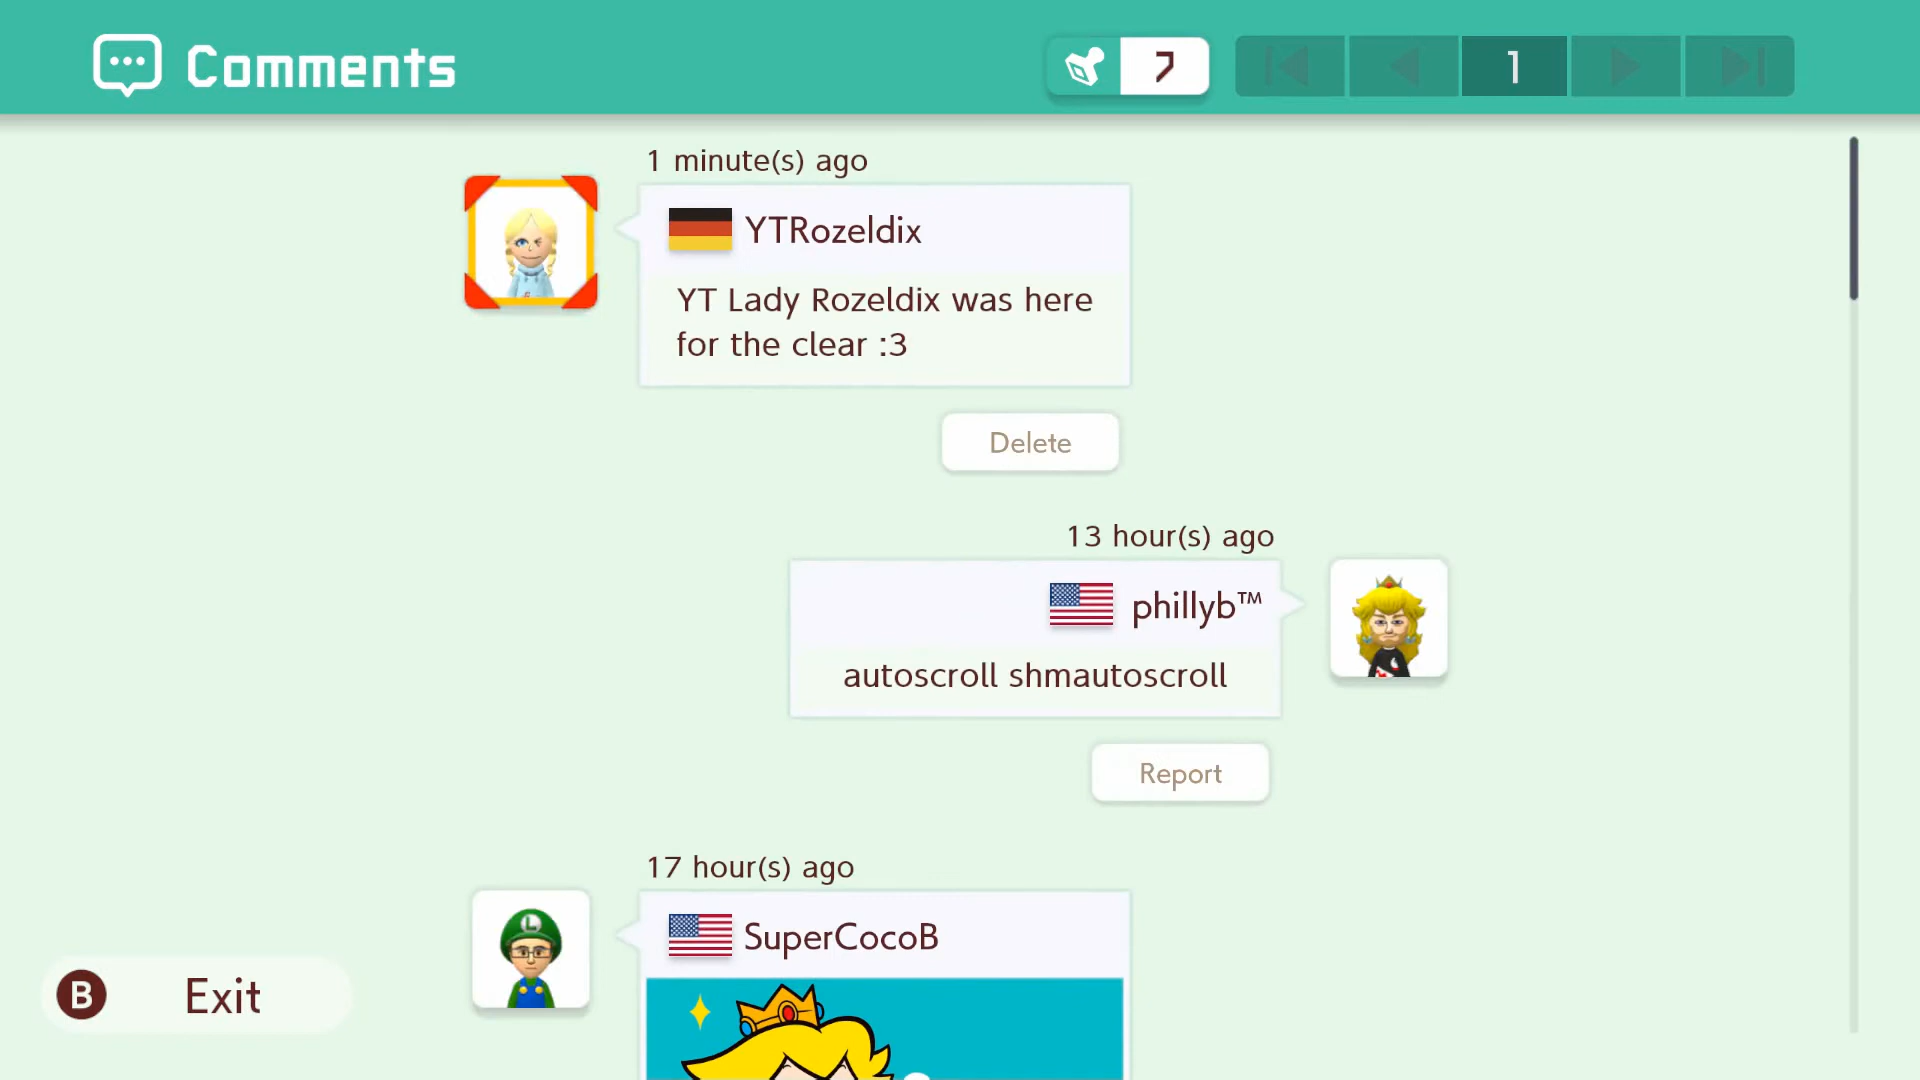 Comments
7
1
1 minute(s) ago
YTRozeldix
YT Lady Rozeldix was here
for the clear :3
Delete
13 hour(s) ago
phillyb™
autoscroll shmautoscroll
Report
17 hour(s) ago
L
SuperCocoB
B Exit